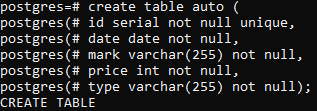 postgres=# create table auto (
postgres(# id serial not null unique,
postgres(# date date not null,
postgres(# mark varchar(255) not null,
postgres(# price int not null,
postgres(# type varchar(255) not null);
CREATE TABLE